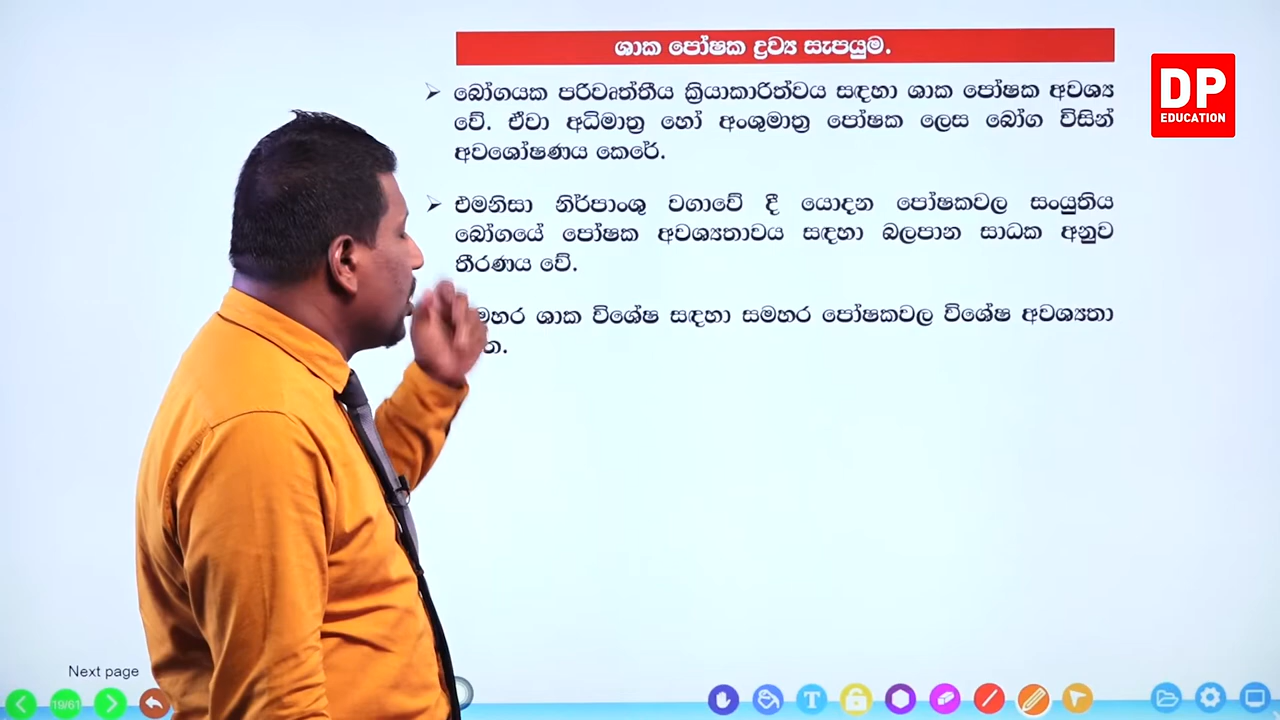 ශාක පෝෂක ද්‍රව්‍ය සැපයුම.
DP
EDUCATION
බෝගයක පරිවෘත්තීය ක්‍රියාකාරිත්වය සඳහා ශාක පෝෂක අවශ්‍ය
වේ. ඒවා අධිමාත්‍ර හෝ අංශුමාත්‍ර පෝෂක ලෙස බෝග විසින්
අවශෝෂණය කෙරේ.
එමනිසා නිර්පාංශු වගාවේ දී යොදන පෝෂකවල සංයුතිය
බෝගයේ පෝෂක අවශ්‍යතාවය සඳහා බලපාන සාධක අනුව
තීරණය වේ.
ශාක විශේෂ සඳහා සමහර පෝෂකවල විශේෂ අවශ්‍යතා
Next page
19/61
T